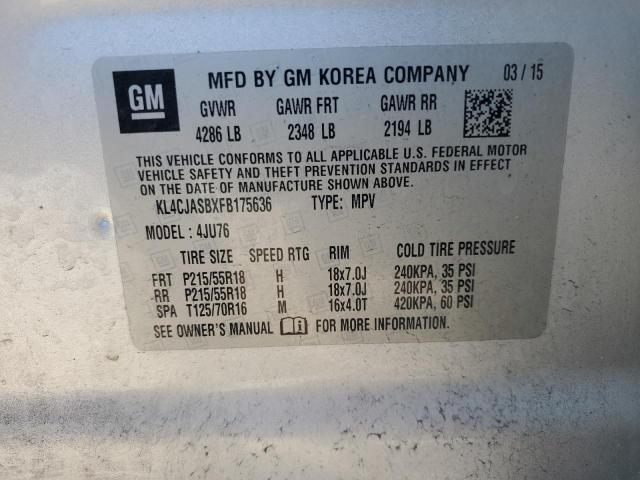 GM
MFD BY GM KOREA COMPANY 03 / 15
GVWR GAWR FRT GAWR RR
4286 LB 2348 LB 2194 LB
THIS VEHICLE CONFORMS TO ALL APPLICABLE U.S. FEDERAL MOTOR
VEHICLE SAFETY AND THEFT PREVENTION STANDARDS IN EFFECT
ON THE DATE OF MANUFACTURE SHOWN ABOVE.
KL4CJASBXFB175636 TYPE: MPV
MODEL : 4JU76
TIRE SIZE SPEED RTG RIM COLD TIRE PRESSURE
FRT P215/55R18 H 18x7.0J 240KPA, 35 PSI
RR P215/55R18 H 18x7.0J 240KPA, 35 PSI
SPA T125/70R16 M 16x4.0T 420KPA, 60 PSI
SEE OWNER'S MANUAL FOR MORE INFORMATION